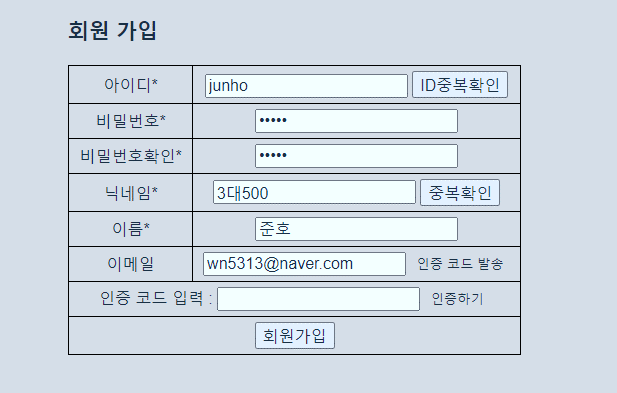 회원 가입
아이디* junho ID중복확인
비밀번호* •••••
비밀번호확인* •••••
닉네임* 3대500 중복확인
이름* 준호
이메일 wn5313@naver.com 인증 코드 발송
인증 코드 입력 : 인증하기
회원가입